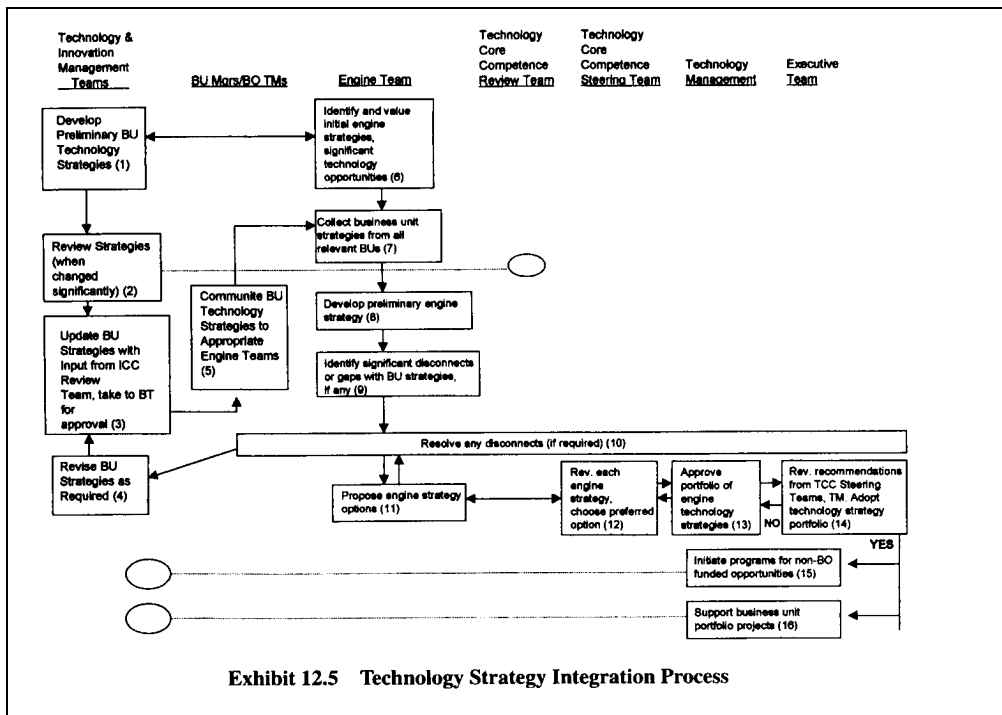 Technology &
Innovation
Management
Teams
BU Mars/BO TMs
Engine Team
Technology
Core
Competence
Review Team
Technology
Core
Competence
Steering Team
Technology
Management
Executive
Team
Develop
Preliminary BU
Technology
Strategies (1)
Identify and value
initial engine
strategies,
significant
technology
opportunities (6)
Collect business unit
strategies from all
relevant BUs (7)
Review Strategies
(when
changed
significantly) (2)
Communite BU
Technology
Strategies to
Appropriate
Engine Teams
(5)
Develop preliminary engine
strategy (8)
Update BU
Strategies with
Input from ICC
Review
Team, take to BT
for
approval (3)
Identify significant disconnects
or gaps with BU strategies,
if any (9)
Resolve any disconnects (if required) (10)
Revise BU
Strategies as
Required (4)
Propose engine strategy
options (11)
Rev. each
engine
strategy,
choose preferred
option (12)
Approve
portfolio of
engine
technology
strategies (13)
NO
Rev. recommendations
from TCC Steering
Teams, TM. Adopt
technology strategy
portfolio (14)
YES
Initiate programs for non-BO
funded opportunities (15)
Support business unit
portfolio projects (16)
Exhibit 12.5 Technology Strategy Integration Process